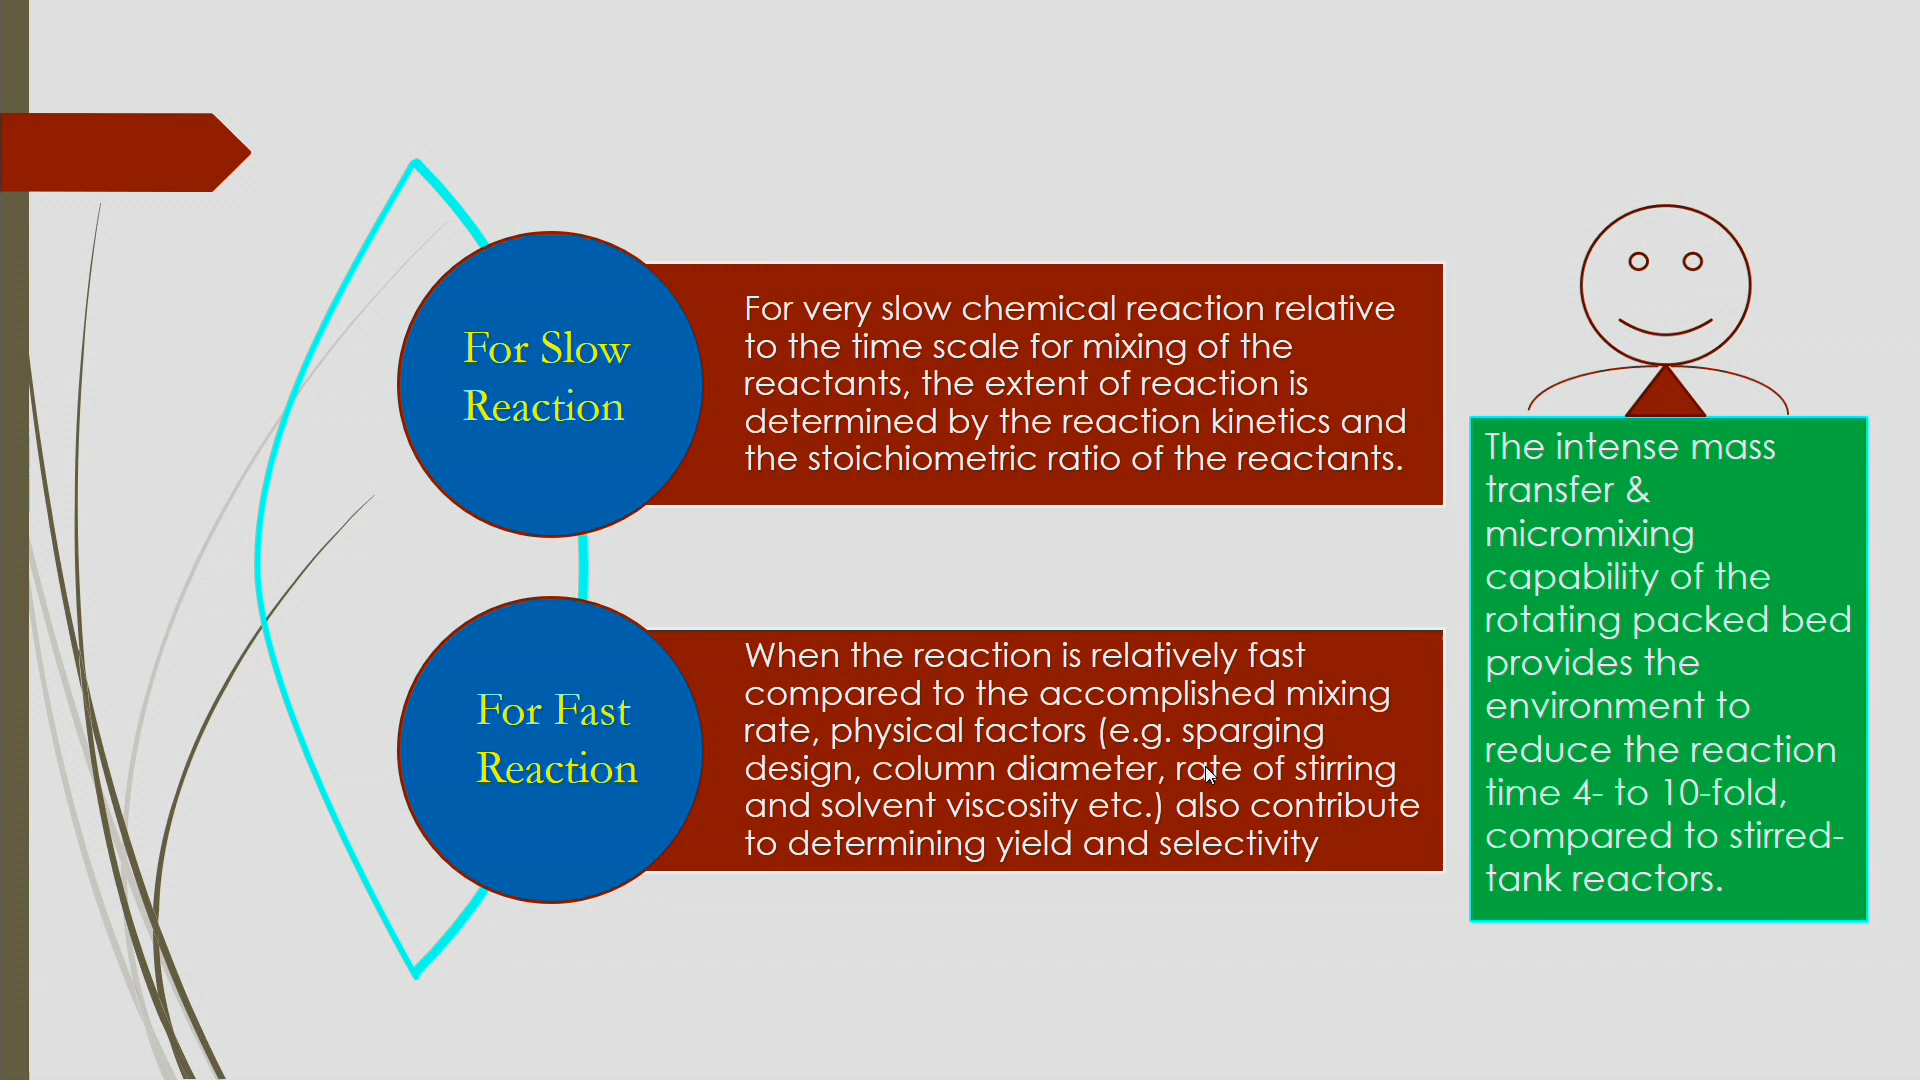 For Slow
Reaction
For very slow chemical reaction relative
to the time scale for mixing of the
reactants, the extent of reaction is
determined by the reaction kinetics and
the stoichiometric ratio of the reactants.
For Fast
Reaction
When the reaction is relatively fast
compared to the accomplished mixing
rate, physical factors (e.g. sparging
design, column diameter, rate of stirring
and solvent viscosity etc.) also contribute
to determining yield and selectivity
The intense mass
transfer &
micromixing
capability of the
rotating packed bed
provides the
environment to
reduce the reaction
time 4- to 10-fold,
compared to stirred-
tank reactors.